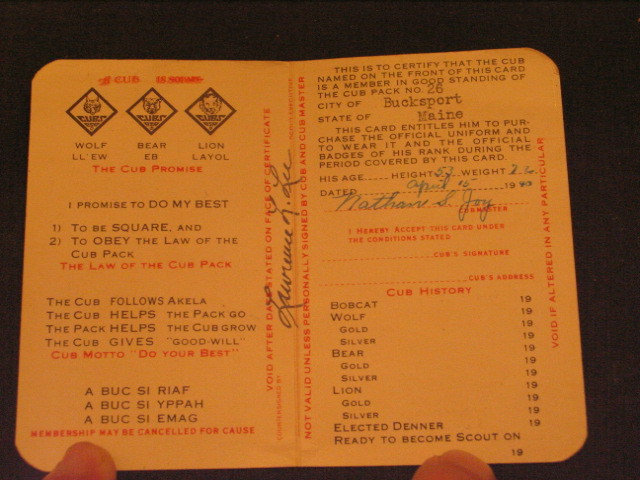 A CUB IS SQUARE
WOLF BEAR LION
LL'EW EB LAYOL
THE CUB PROMISE
I PROMISE TO DO MY BEST
1) TO BE SQUARE, AND
2) TO OBEY THE LAW OF THE
CUB PACK
THE LAW OF THE CUB PACK
THE CUB FOLLOWS AKELA
THE CUB HELPS THE PACK GO
THE PACK HELPS THE CUB GROW
THE CUB GIVES "GOOD-WILL"
CUB MOTTO "DO YOUR BEST"
A BUC SI RIAF
A BUC SI YPPAH
A BUC SI EMAG
MEMBERSHIP MAY BE CANCELLED FOR CAUSE
VOID AFTER DATE STATED ON FACE OF CERTIFICATE
COUNTERSIGNED BY
Lawrence L. Lee
NOT VALID UNLESS PERSONALLY SIGNED BY CUB AND CUB MASTER
THIS IS TO CERTIFY THAT THE CUB
NAMED ON THE FRONT OF THIS CARD
IS A MEMBER IN GOOD STANDING OF
THE CUB PACK NO. 26
CITY OF Bucksport
STATE OF Maine
THIS CARD ENTITLES HIM TO PUR-
CHASE THE OFFICIAL UNIFORM AND
TO WEAR IT AND THE OFFICIAL
BADGES OF HIS RANK DURING THE
PERIOD COVERED BY THIS CARD.
HIS AGE HEIGHT 53 WEIGHT 72
DATED April 15 19
Nathan S. Joy
CUBMASTER
I HEREBY ACCEPT THIS CARD UNDER
THE CONDITIONS STATED
CUB'S SIGNATURE
CUB'S ADDRESS
CUB HISTORY
BOBCAT 19
WOLF 19
GOLD 19
SILVER 19
BEAR 19
GOLD 19
SILVER 19
LION 19
GOLD 19
SILVER 19
ELECTED DENNER 19
READY TO BECOME SCOUT ON
19
VOID IF ALTERED IN ANY PARTICULAR